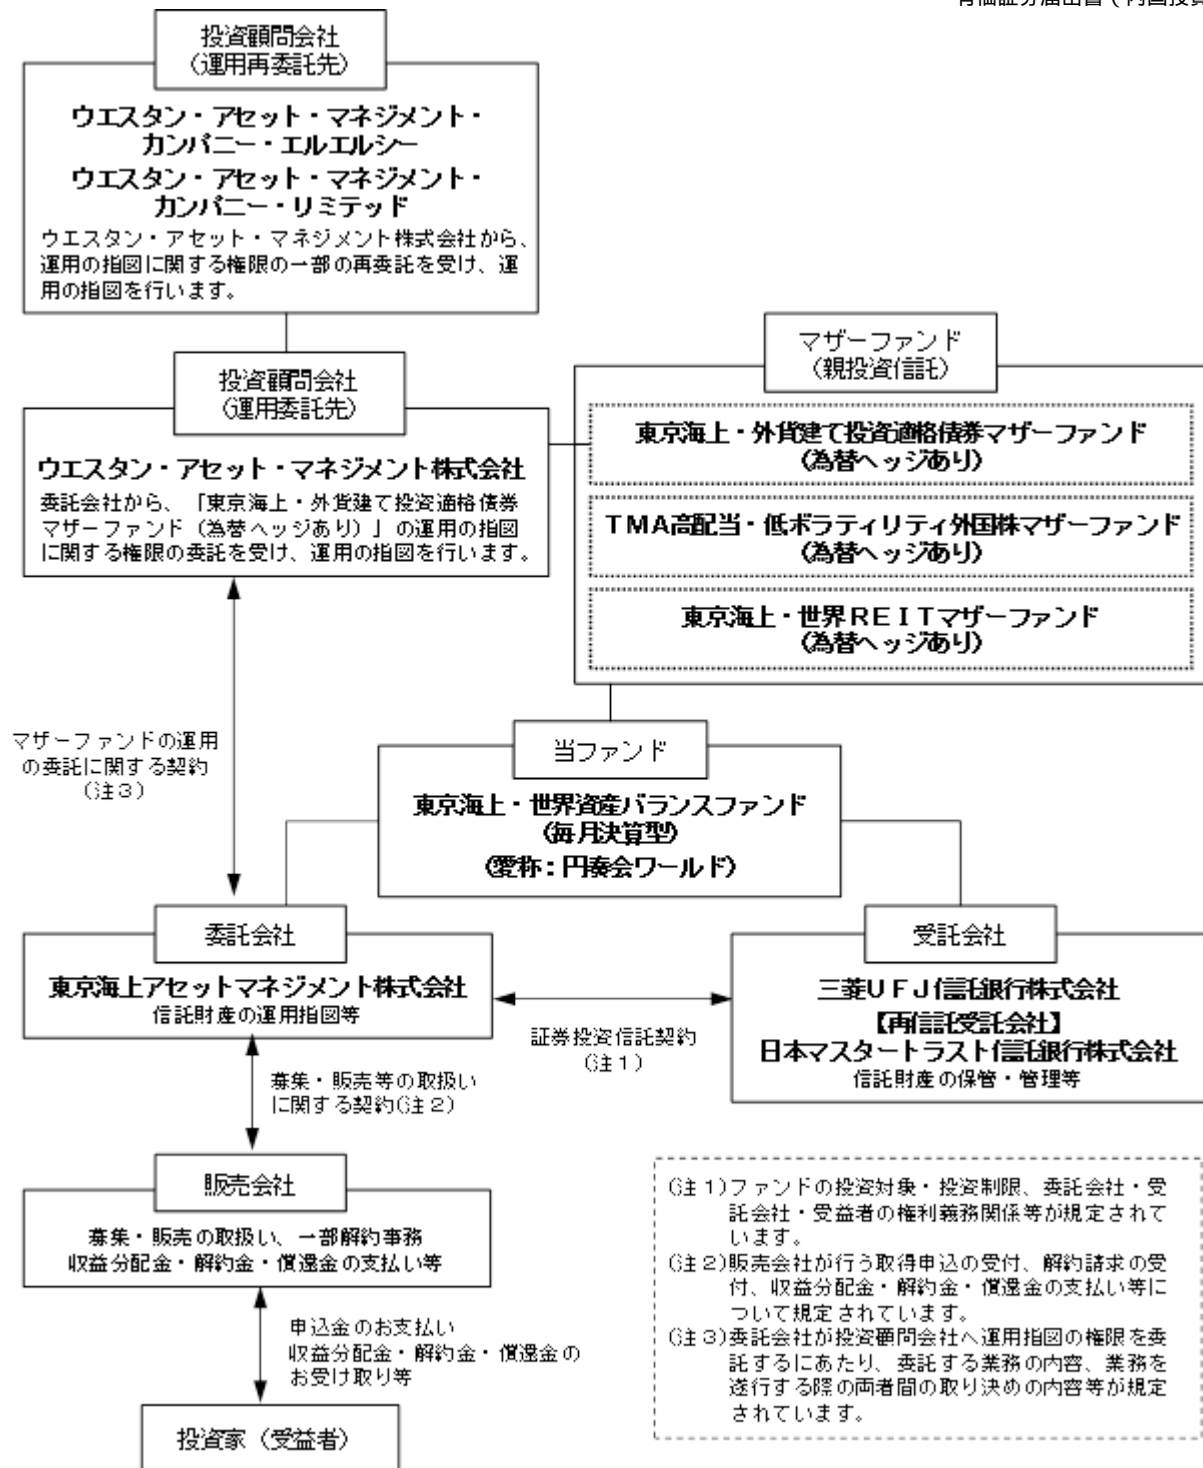 有価証券届出書（内国投資
投資顧問会社
（運用再委託先）
ウエスタン・アセット・マネジメント・
カンパニー・エルエルシー
ウエスタン・アセット・マネジメント・
カンパニー・リミテッド
ウエスタン・アセット・マネジメント株式会社から、
運用の指図に関する権限の一部の再委託を受け、運
用の指図を行います。
投資顧問会社
（運用委託先）
ウエスタン・アセット・マネジメント株式会社
委託会社から、「東京海上・外貨建て投資適格債券
マザーファンド（為替ヘッジあり）」の運用の指図
に関する権限の委託を受け、運用の指図を行います。
マザーファンド
（親投資信託）
東京海上・外貨建て投資適格債券マザーファンド
（為替ヘッジあり）
ＴＭＡ高配当・低ボラティリティ外国株マザーファンド
（為替ヘッジあり）
東京海上・世界ＲＥＩＴマザーファンド
（為替ヘッジあり）
マザーファンドの運用
の委託に関する契約
（注３）
当ファンド
東京海上・世界資産バランスファンド
（毎月決算型）
（愛称：円奏会ワールド）
委託会社
東京海上アセットマネジメント株式会社
信託財産の運用指図等
証券投資信託契約
（注１）
受託会社
三菱ＵＦＪ信託銀行株式会社
【再信託受託会社】
日本マスタートラスト信託銀行株式会社
信託財産の保管・管理等
募集・販売等の取扱い
に関する契約（注２）
販売会社
募集・販売の取扱い、一部解約事務
収益分配金・解約金・償還金の支払い等
申込金のお支払い
収益分配金・解約金・償還金の
お受け取り等
投資家（受益者）
（注１）ファンドの投資対象・投資制限、委託会社・受
託会社・受益者の権利義務関係等が規定されて
います。
（注２）販売会社が行う取得申込の受付、解約請求の受
付、収益分配金・解約金・償還金の支払い等に
ついて規定されています。
（注３）委託会社が投資顧問会社へ運用指図の権限を委
託するにあたり、委託する業務の内容、業務を
遂行する際の両者間の取り決めの内容等が規定
されています。